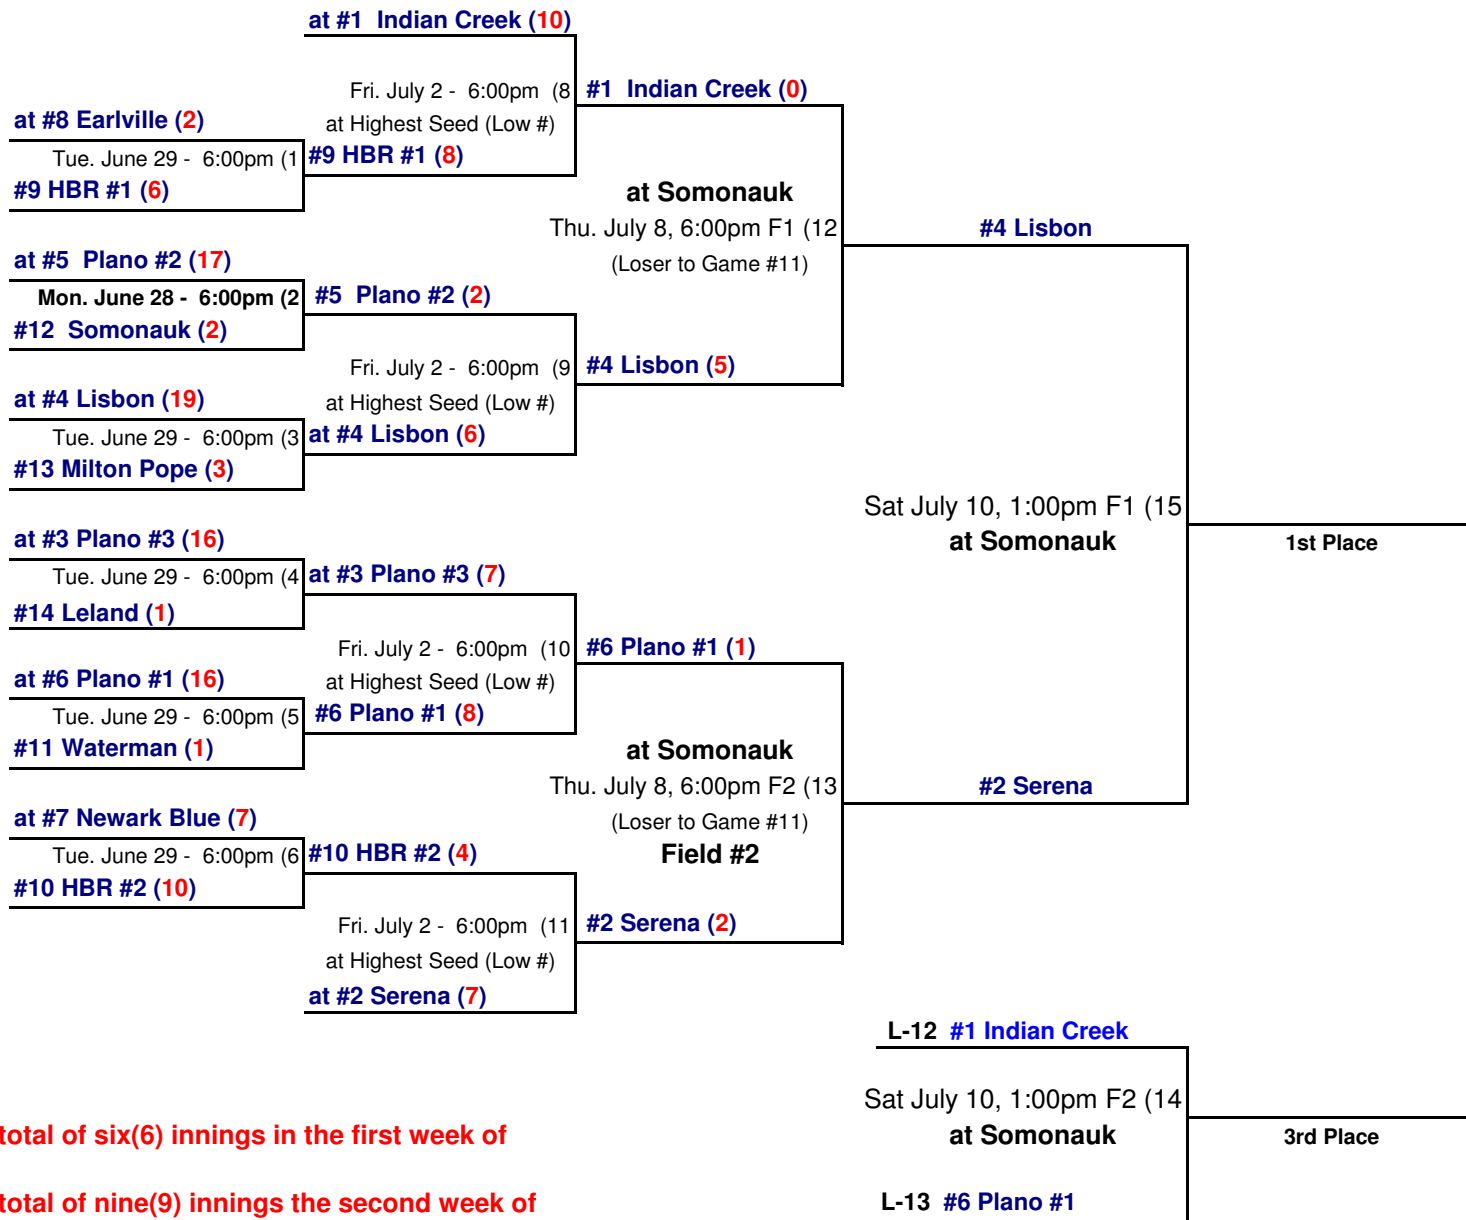 at #1  Indian Creek (10)
Fri. July 2 -  6:00pm  (8
#1  Indian Creek (0)
at #8 Earlville (2)
at Highest Seed (Low #)
Tue. June 29 -  6:00pm (1
#9 HBR #1 (8)
#9 HBR #1 (6)
at Somonauk
Thu. July 8, 6:00pm F1 (12
#4 Lisbon
at #5  Plano #2 (17)
(Loser to Game #11)
Mon. June 28 -  6:00pm (2
#5  Plano #2 (2)
#12  Somonauk (2)
Fri. July 2 -  6:00pm  (9
#4 Lisbon (5)
at #4 Lisbon (19)
at Highest Seed (Low #)
Tue. June 29 -  6:00pm (3
at #4 Lisbon (6)
#13 Milton Pope (3)
Sat July 10, 1:00pm F1 (15
at #3 Plano #3 (16)
at Somonauk
1st Place
Tue. June 29 -  6:00pm (4
at #3 Plano #3 (7)
#14 Leland (1)
Fri. July 2 -  6:00pm  (10
#6 Plano #1 (1)
at #6 Plano #1 (16)
at Highest Seed (Low #)
Tue. June 29 -  6:00pm (5
#6 Plano #1 (8)
#11 Waterman (1)
at Somonauk
Thu. July 8, 6:00pm F2 (13
#2 Serena
at #7 Newark Blue (7)
(Loser to Game #11)
Tue. June 29 -  6:00pm (6
#10 HBR #2 (4)
Field #2
#10 HBR #2 (10)
Fri. July 2 -  6:00pm  (11
#2 Serena (2)
at Highest Seed (Low #)
at #2 Serena (7)
L-12  #1 Indian Creek
Sat July 10, 1:00pm F2 (14
total of six(6) innings in the first week of
at Somonauk
3rd Place
total of nine(9) innings the second week of
L-13  #6 Plano #1